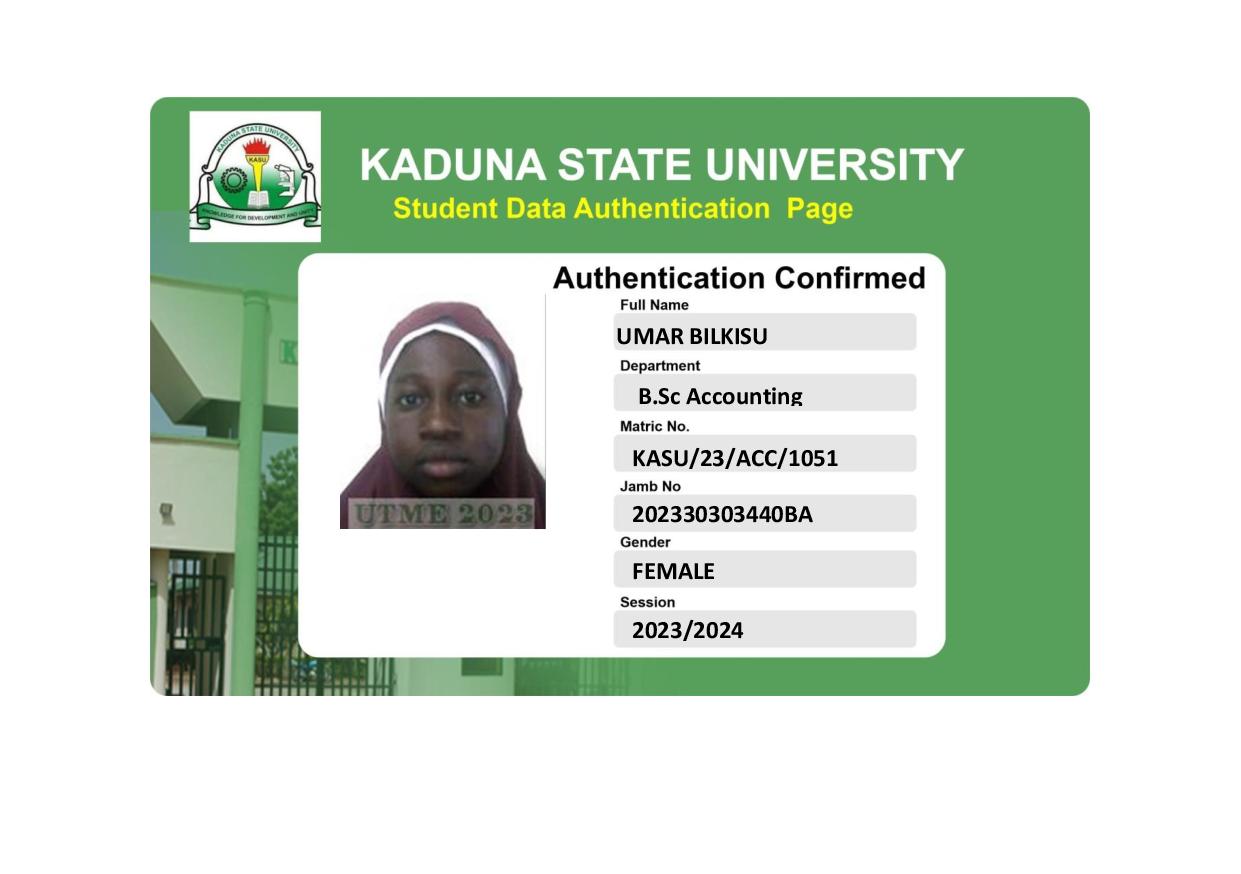 KADUNA STATE UNIVERSITY
KASU
KNOWLEDGE FOR DEVELOPMENT AND UNITY
KADUNA STATE UNIVERSITY
Student Data Authentication Page
Authentication Confirmed
Full Name
UMAR BILKISU
Department
B.Sc Accounting
Matric No.
KASU/23/ACC/1051
Jamb No
202330303440BA
Gender
FEMALE
Session
2023/2024
UTME 2023
K